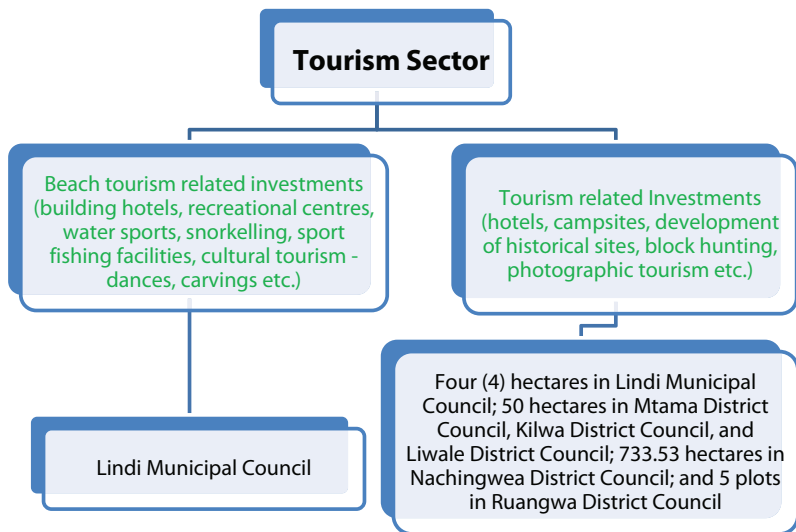 Tourism Sector
Beach tourism related investments
(building hotels, recreational centres,
water sports, snorkelling, sport
fishing facilities, cultural tourism -
dances, carvings etc.)
Tourism related Investments
(hotels, campsites, development
of historical sites, block hunting,
photographic tourism etc.)
Lindi Municipal Council
Four (4) hectares in Lindi Municipal
Council; 50 hectares in Mtama District
Council, Kilwa District Council, and
Liwale District Council; 733.53 hectares in
Nachingwea District Council; and 5 plots
in Ruangwa District Council